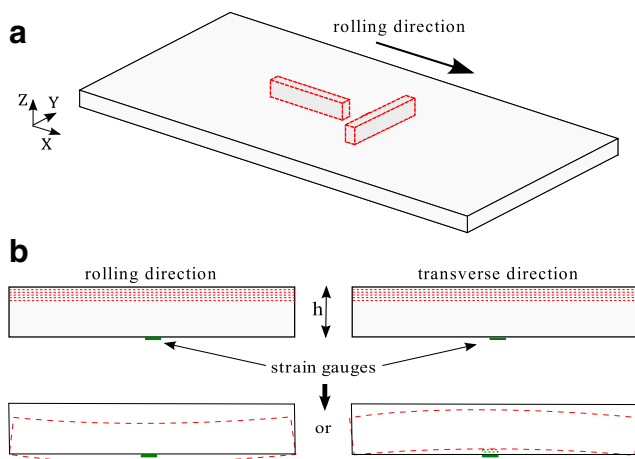 a
rolling direction
Z
Y
X
b
rolling direction
transverse direction
h
strain gauges
or